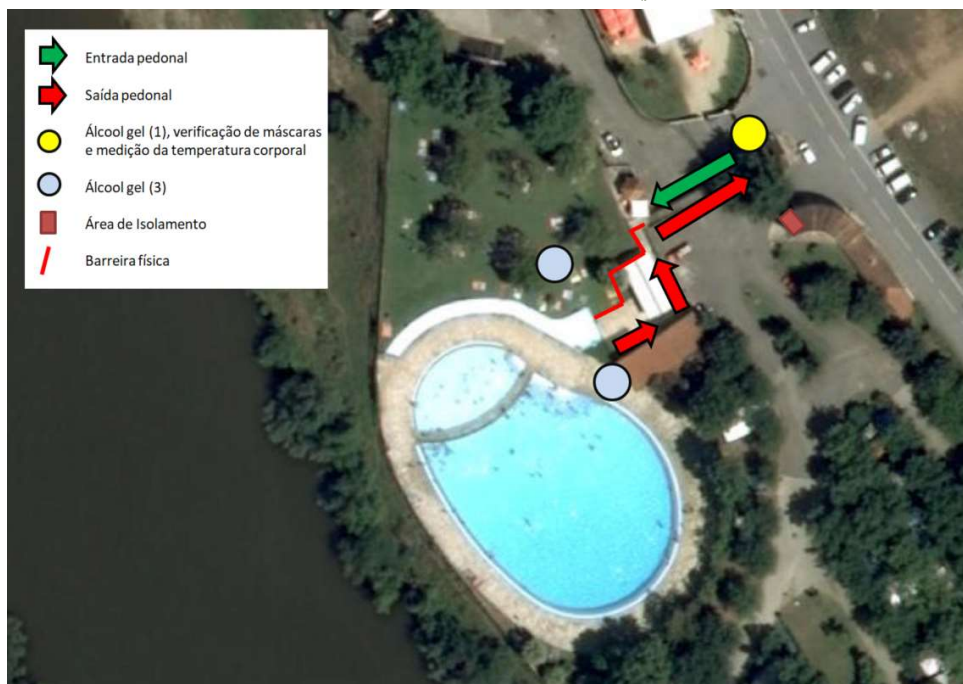 Entrada pedonal
Saída pedonal
Álcool gel (1), verificação de máscaras
e medição da temperatura corporal
Álcool gel (3)
Área de Isolamento
Barreira física